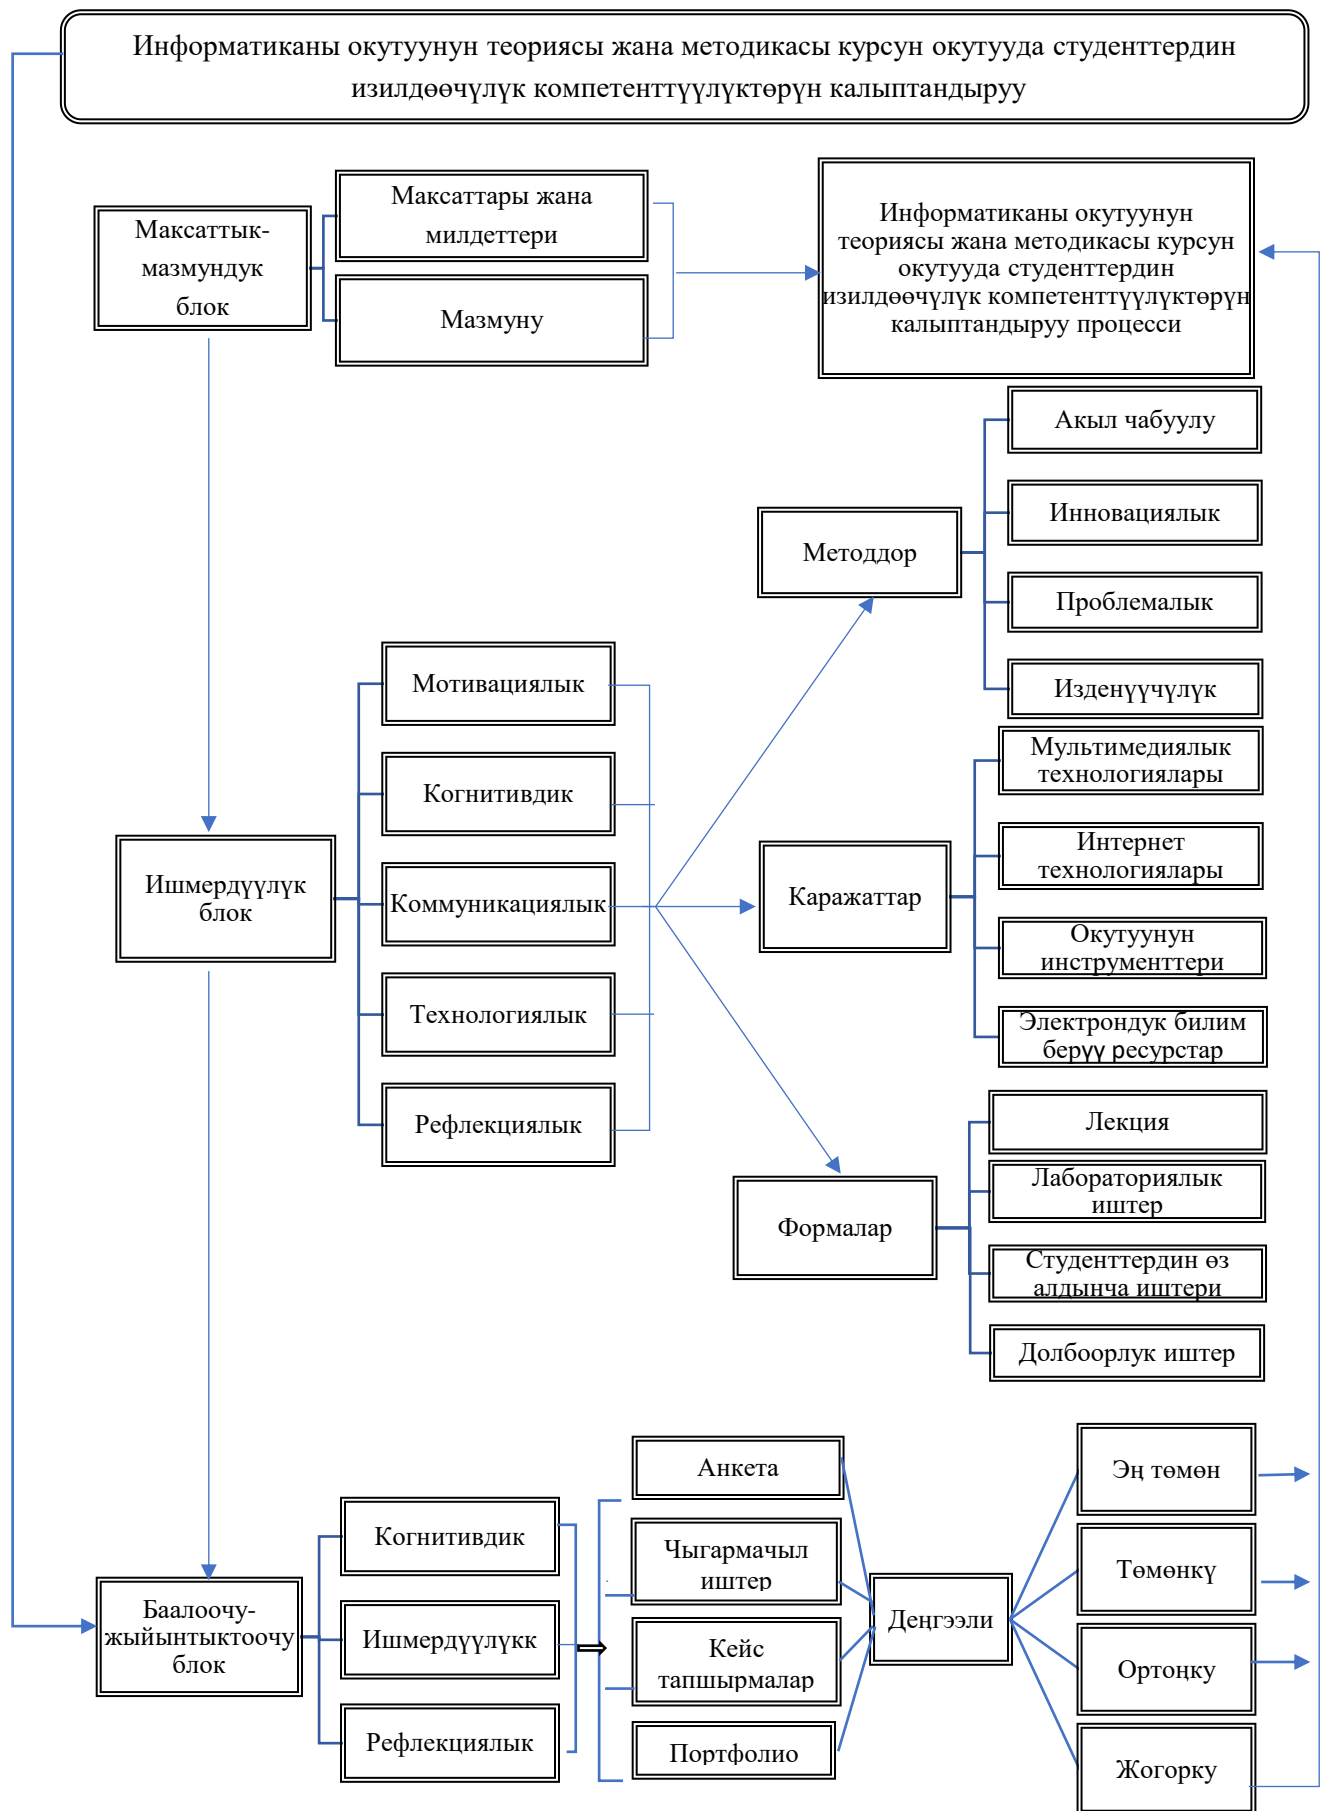 Информатиканы окутуунун теориясы жана методикасы курсун окутууда студенттердин
изилдөөчүлүк компетенттүүлүктөрүн калыптандыруу
Максаттык-
мазмундук
блок
Максаттары жана
милдеттери
Мазмуну
Информатиканы окутуунун
теориясы жана методикасы курсун
окутууда студенттердин
изилдөөчүлүк компетенттүүлүктөрүн
калыптандыруу процесси
Методдор
Акыл чабуулу
Инновациялык
Проблемалык
Изденүүчүлүк
Ишмердүүлүк
блок
Мотивациялык
Когнитивдик
Коммуникациялык
Технологиялык
Рефлекциялык
Каражаттар
Мультимедиялык
технологиялары
Интернет
технологиялары
Окутуунун
инструменттери
Электрондук билим
берүү ресурстар
Формалар
Лекция
Лабораториялык
иштер
Студенттердин өз
алдынча иштери
Долбоорлук иштер
Баалоочу-
жыйынтыктоочу
блок
Когнитивдик
Ишмердүүлүкк
Рефлекциялык
Анкета
Чыгармачыл
иштер
Кейс
тапшырмалар
Портфолио
Деңгээли
Эң төмөн
Төмөнкү
Ортоңку
Жогорку